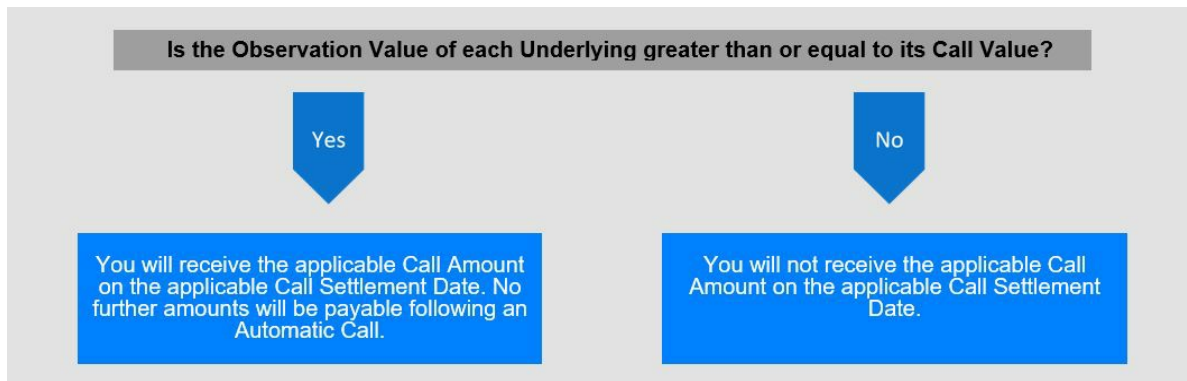 Is the Observation Value of each Underlying greater than or equal to its Call Value?
Yes
No
You will receive the applicable Call Amount
on the applicable Call Settlement Date. No
further amounts will be payable following an
Automatic Call.
You will not receive the applicable Call
Amount on the applicable Call Settlement
Date.